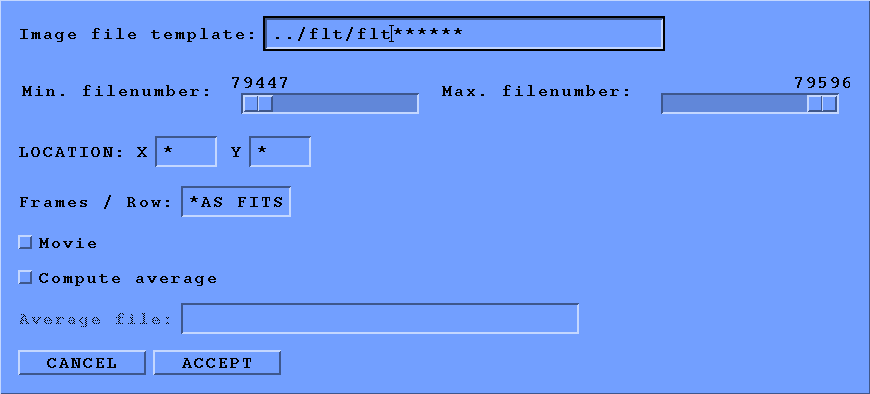 Image file template: ../flt/flt******
79447 79596
Min. filenumber: Max. filenumber:
LOCATION: X * Y *
Frames / Row: *AS FITS
Movie
Compute average
Average file:
CANCEL ACCEPT